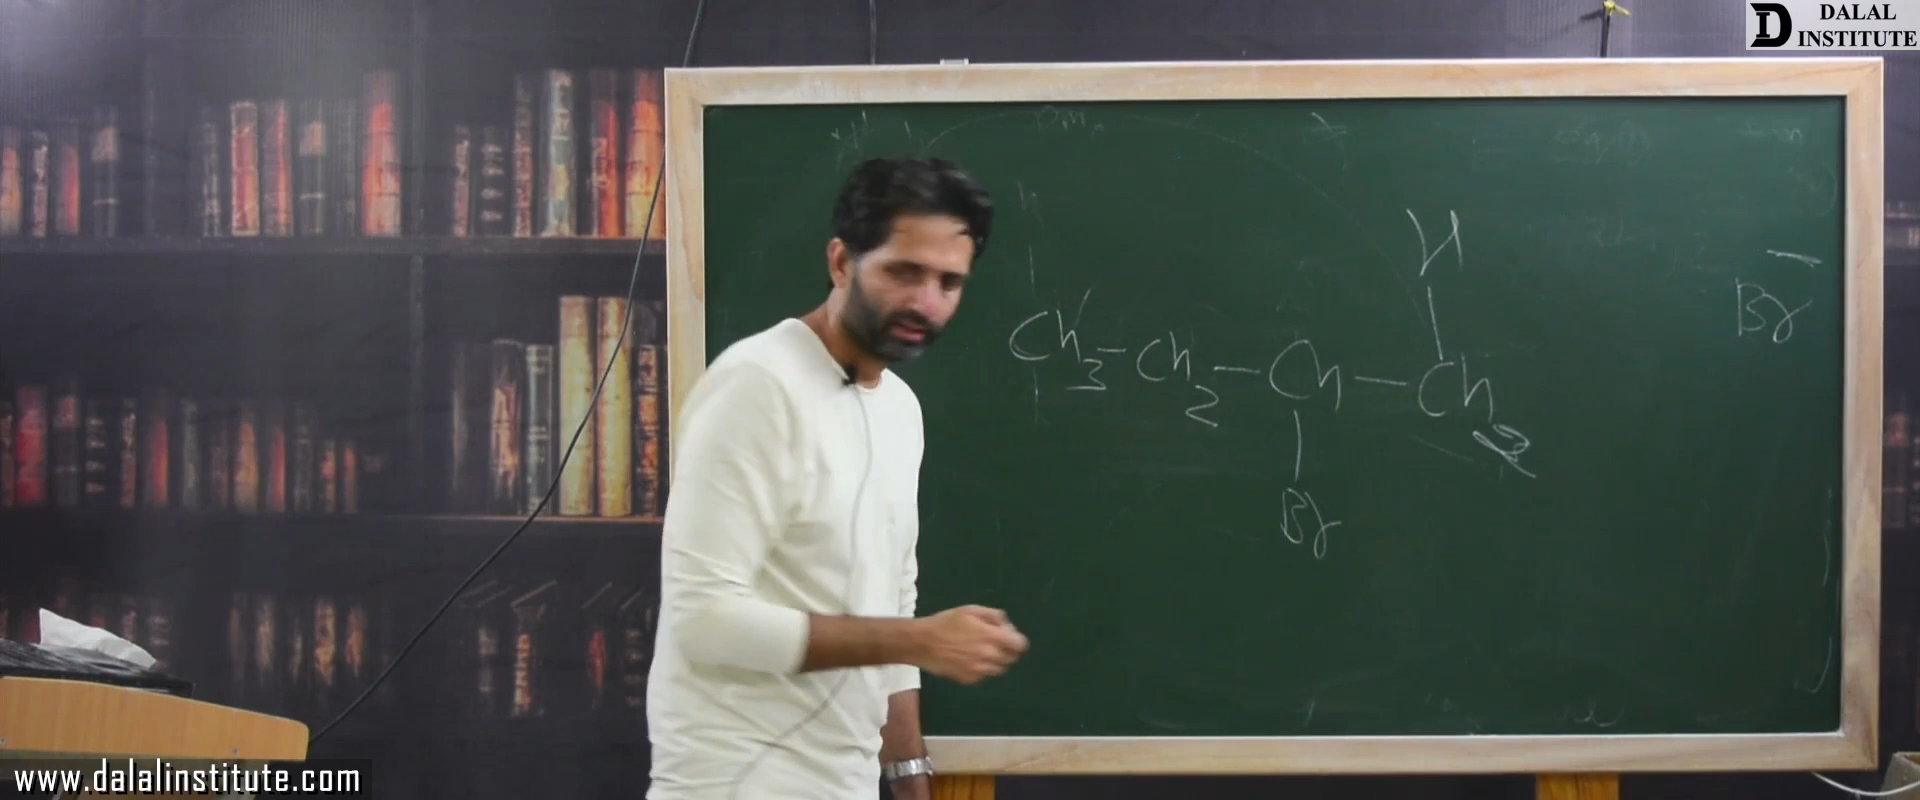 DALAL
INSTITUTE
H
Br⁻
CH3-CH2-CH-CH2
Br
www.dalalinstitute.com